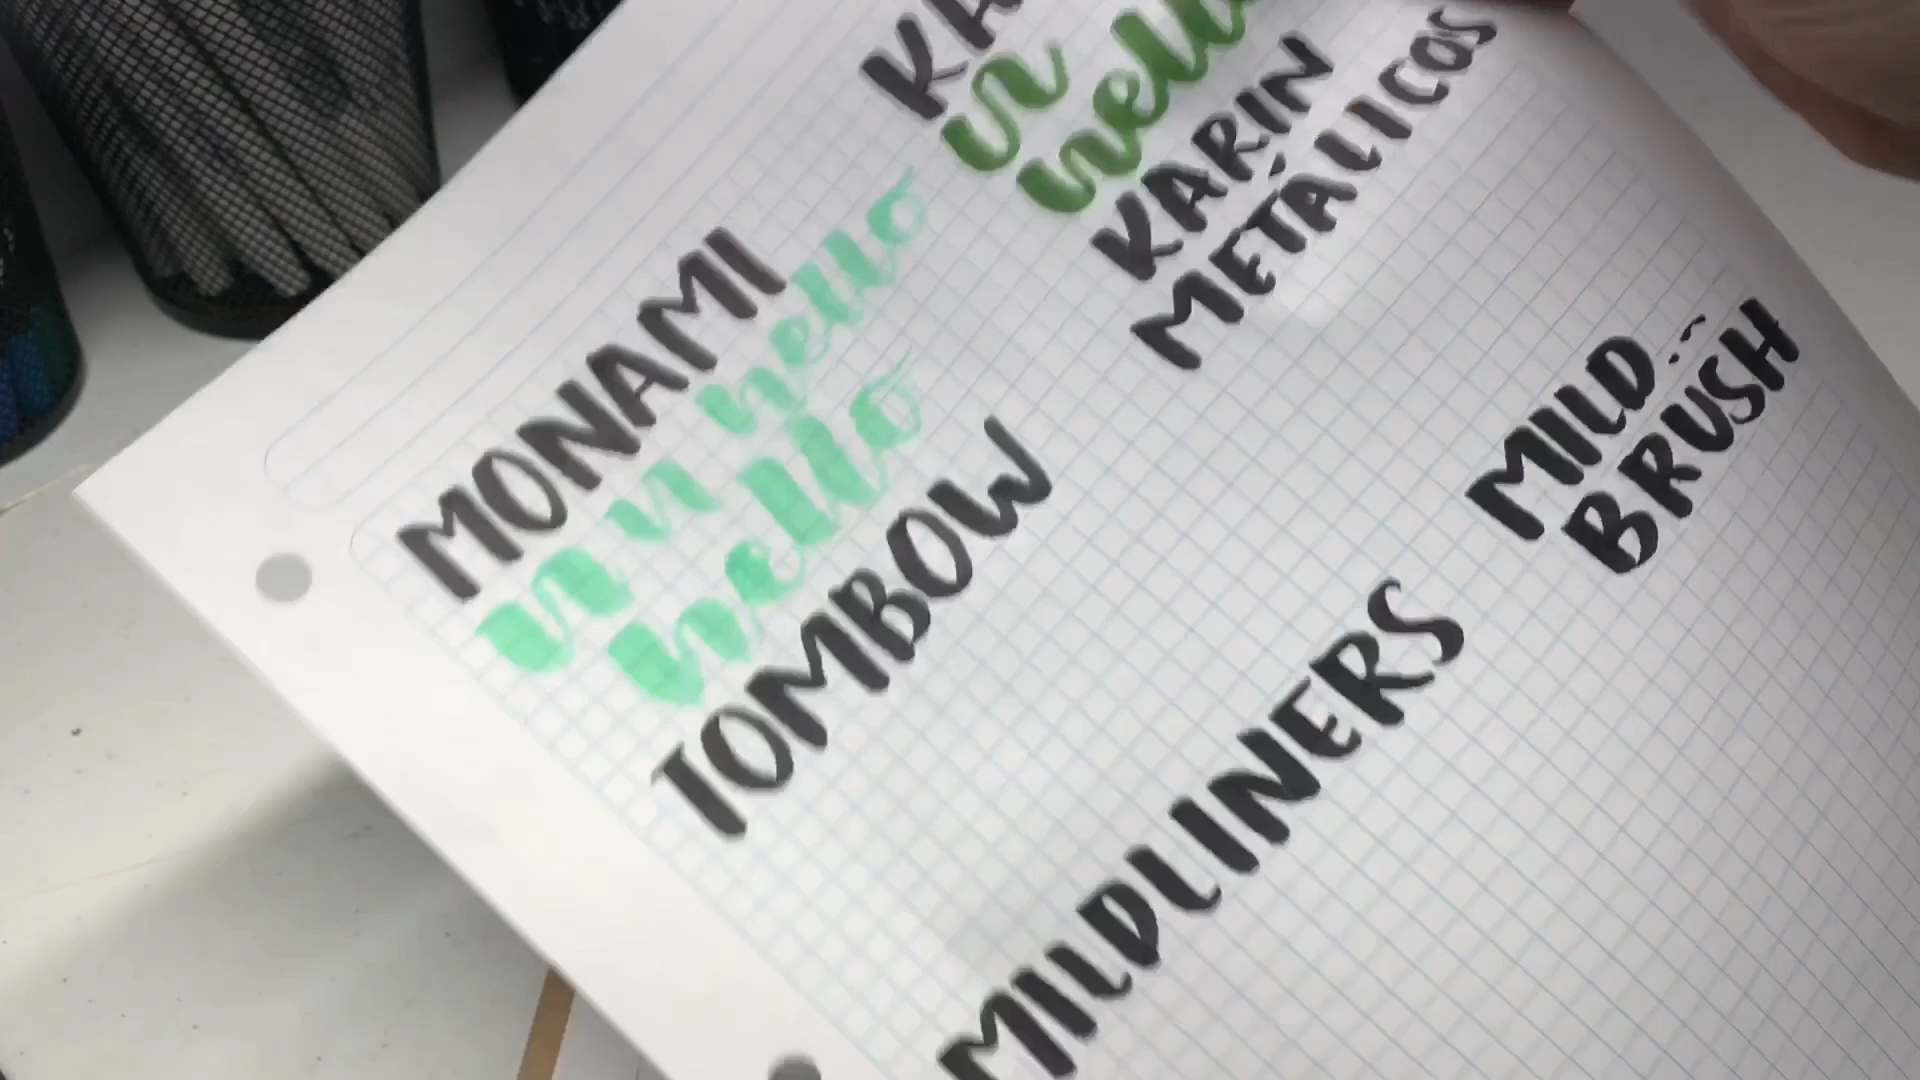 MONAMI
n n hello
hello
TOMBOW
n
hello
KARIN
METÁLICOS
MILDLINERS
MILD
BRUSH